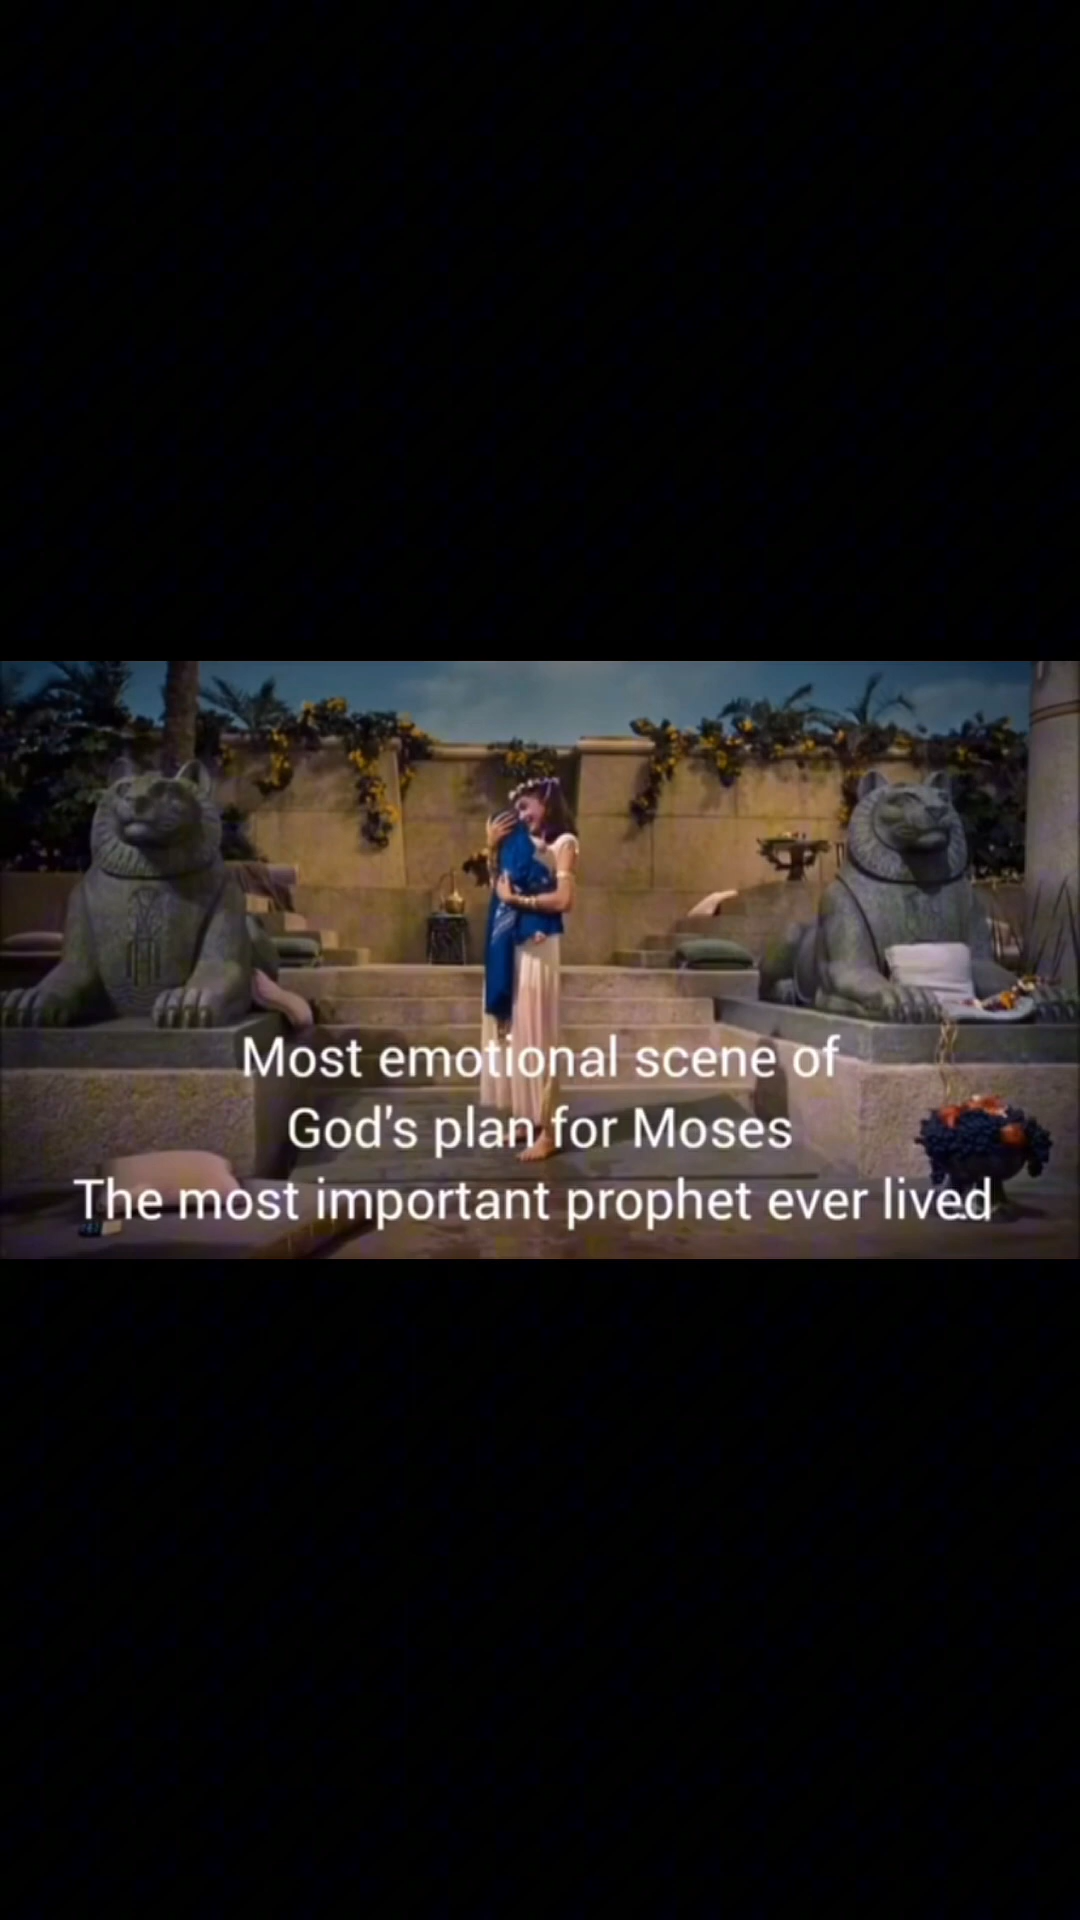 Most emotional scene of
God's plan for Moses
The most important prophet ever lived